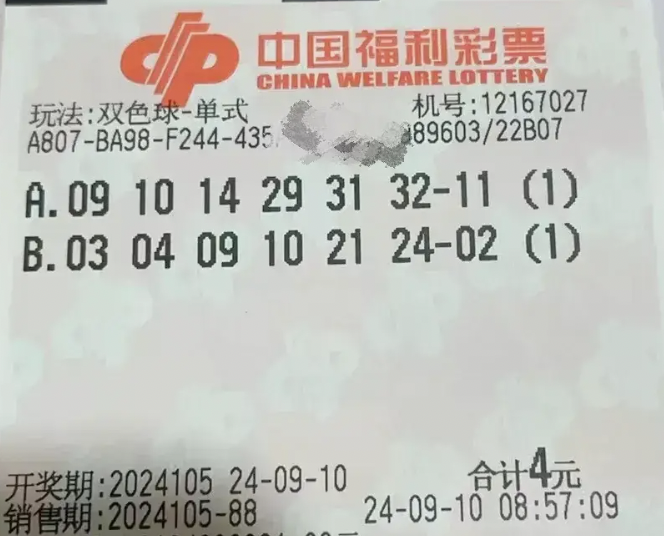 中国福利彩票
CHINA WELFARE LOTTERY
玩法:双色球-单式 机号:12167027
A807-BA98-F244-435 89603/22B07
A.09 10 14 29 31 32-11 (1)
B.03 04 09 10 21 24-02 (1)
开奖期:2024105 24-09-10 合计4元
销售期:2024105-88 24-09-10 08:57:09